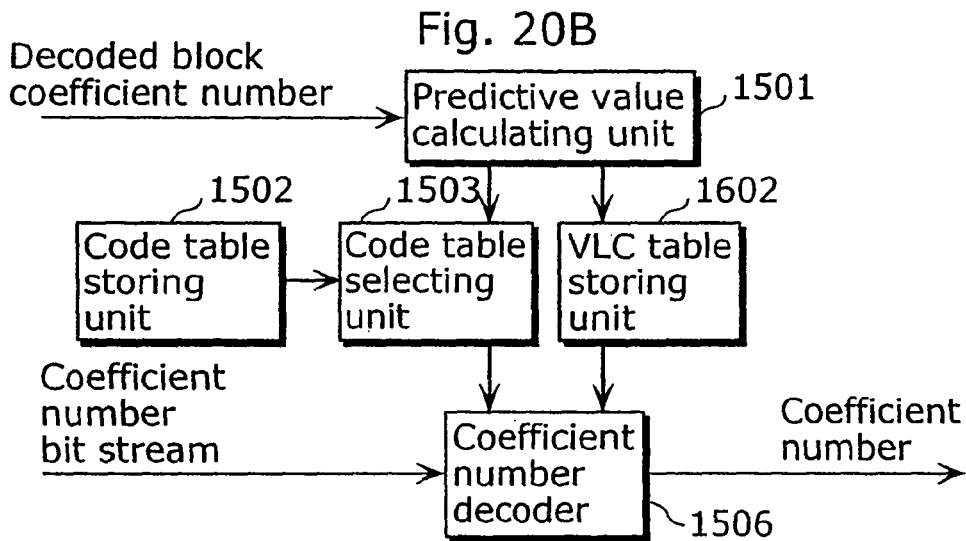 Fig. 20B
Decoded block
coefficient number
Predictive value
calculating unit
1501
1502
1503
1602
Code table
storing
unit
Code table
selecting
unit
VLC table
storing
unit
Coefficient
number
bit stream
Coefficient
number
decoder
1506
Coefficient
number